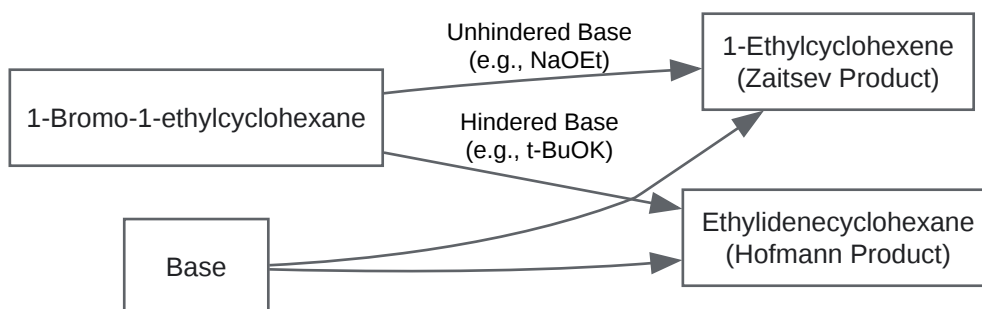 Unhindered Base
(e.g., NaOEt)
1-Ethylcyclohexene
(Zaitsev Product)
1-Bromo-1-ethylcyclohexane
Hindered Base
(e.g., t-BuOK)
Ethylidenecyclohexane
(Hofmann Product)
Base